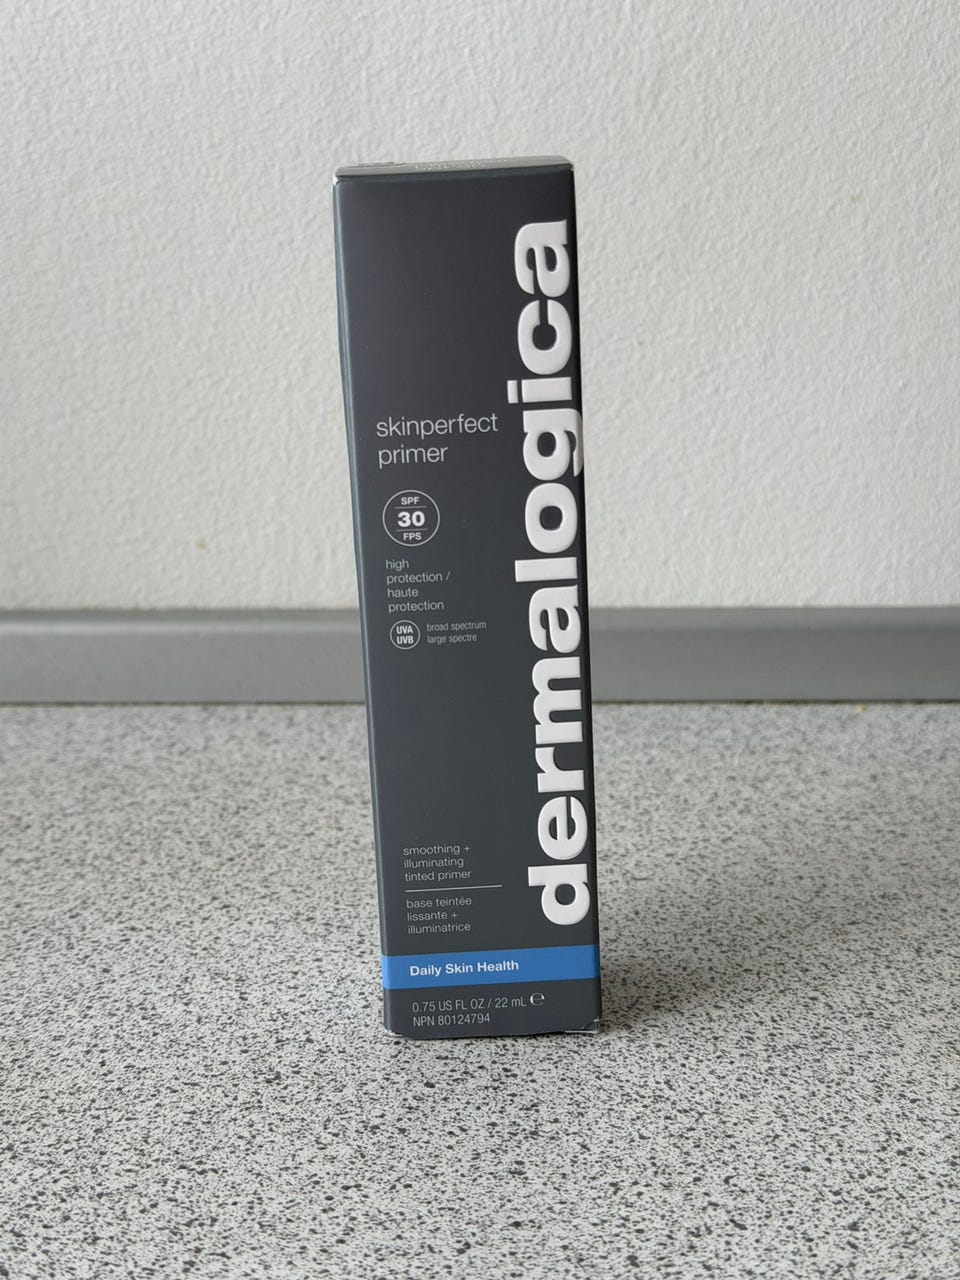 dermalogica
skinperfect
primer
SPF
30
FPS
high
protection /
haute
protection
UVA
UVB
broad spectrum
large spectre
smoothing +
illuminating
tinted primer
base teintée
lissante +
illuminatrice
Daily Skin Health
0.75 US FL OZ / 22 mL ℮
NPN 80124794